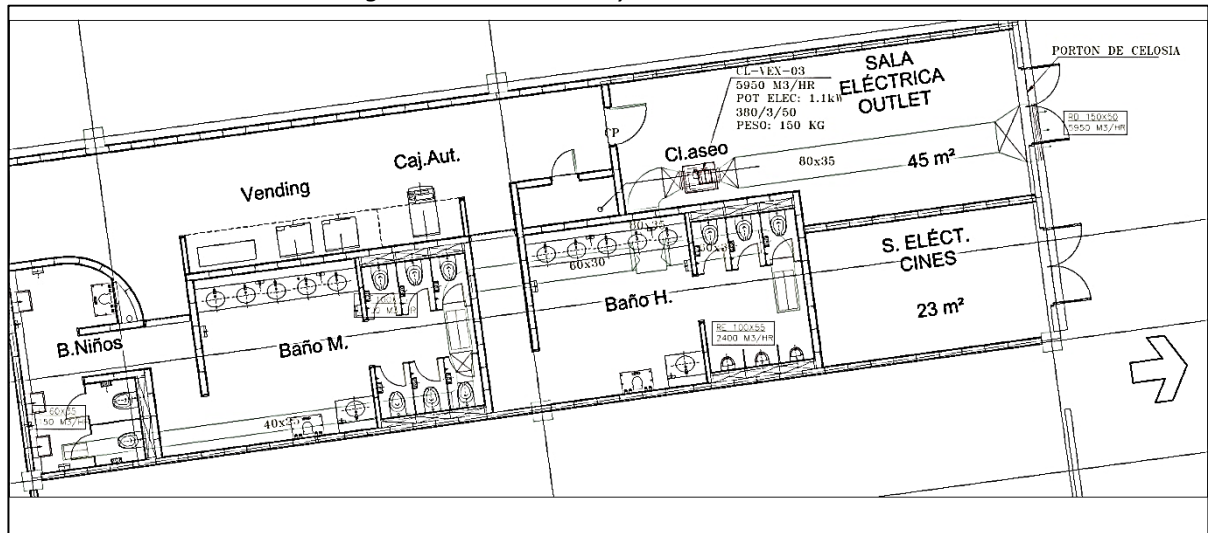 PORTON DE CELOSIA
SALA
ELÉCTRICA
OUTLET
CL-VEX-03
5950 M3/HR
POT ELEC: 1.1kW
380/3/50
PESO: 150 KG
RD 150x50
5950 M3/HR
CP
Cl.aseo
80x35
45 m²
Caj.Aut.
Vending
60x30
S. ELÉCT.
CINES
23 m²
Baño H.
RE 100x55
2400 M3/HR
B.Niños
Baño M.
40x25